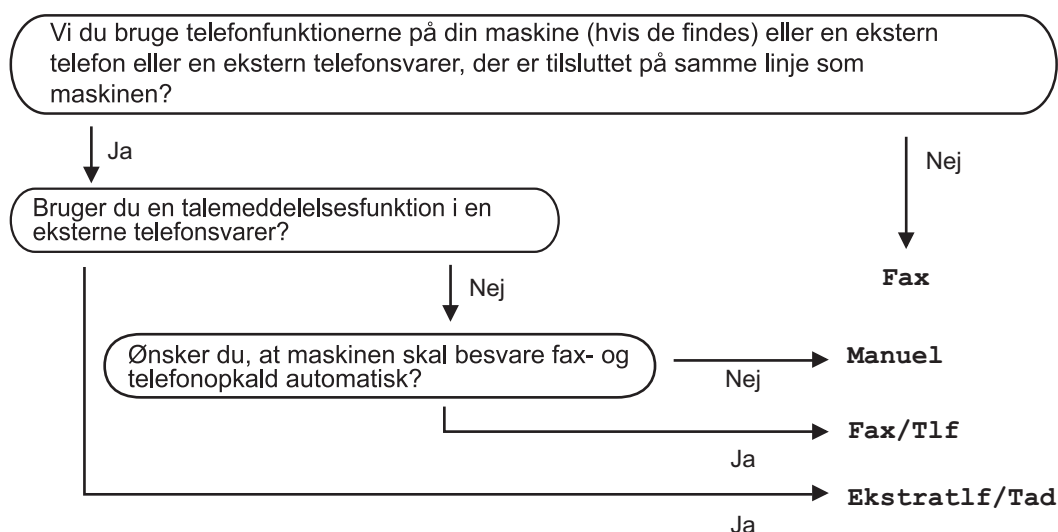 Vi du bruge telefonfunktionerne på din maskine (hvis de findes) eller en ekstern
telefon eller en ekstern telefonsvarer, der er tilsluttet på samme linje som
maskinen?
Ja
Nej
Bruger du en talemeddelelsesfunktion i en
eksterne telefonsvarer?
Fax
Nej
Ønsker du, at maskinen skal besvare fax- og
telefonopkald automatisk?
Manuel
Nej
Fax/Tlf
Ja
Ekstratlf/Tad
Ja